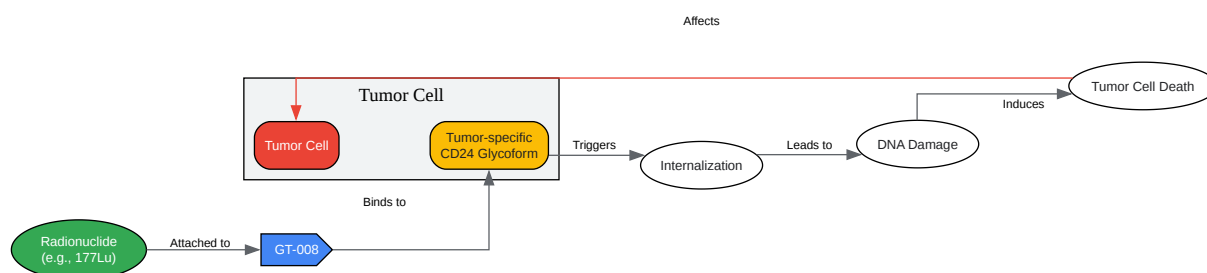 Affects
Tumor Cell
Tumor Cell Death
Induces
Tumor Cell
Tumor-specific
CD24 Glycoform
Triggers
Internalization
Leads to
DNA Damage
Binds to
Radionuclide
(e.g., 177Lu)
Attached to
GT-008